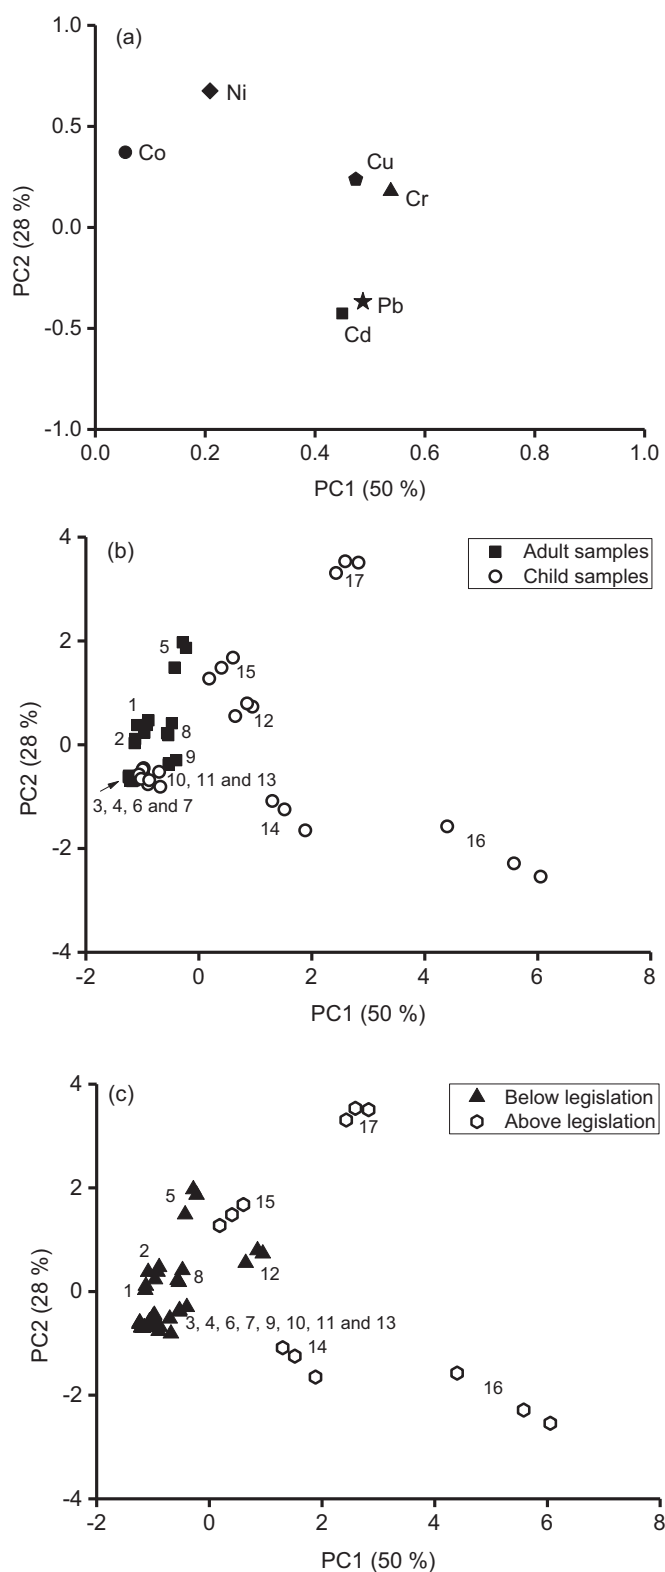 (a)
1.0
0.5
0.0
-0.5
-1.0
PC2 (28 %)
Ni
Co
Cu
Cr
Pb
Cd
0.0 0.2 0.4 0.6 0.8 1.0
PC1 (50 %)
(b)
Adult samples
Child samples
4
2
0
-2
-4
PC2 (28 %)
17
5
15
1
12
2
8
9
10, 11 and 13
3, 4, 6 and 7
14
16
-2 0 2 4 6 8
PC1 (50 %)
(c)
Below legislation
Above legislation
4
2
0
-2
-4
PC2 (28 %)
17
5
15
2
12
1
8
3, 4, 6, 7, 9, 10, 11 and 13
14
16
-2 0 2 4 6 8
PC1 (50 %)